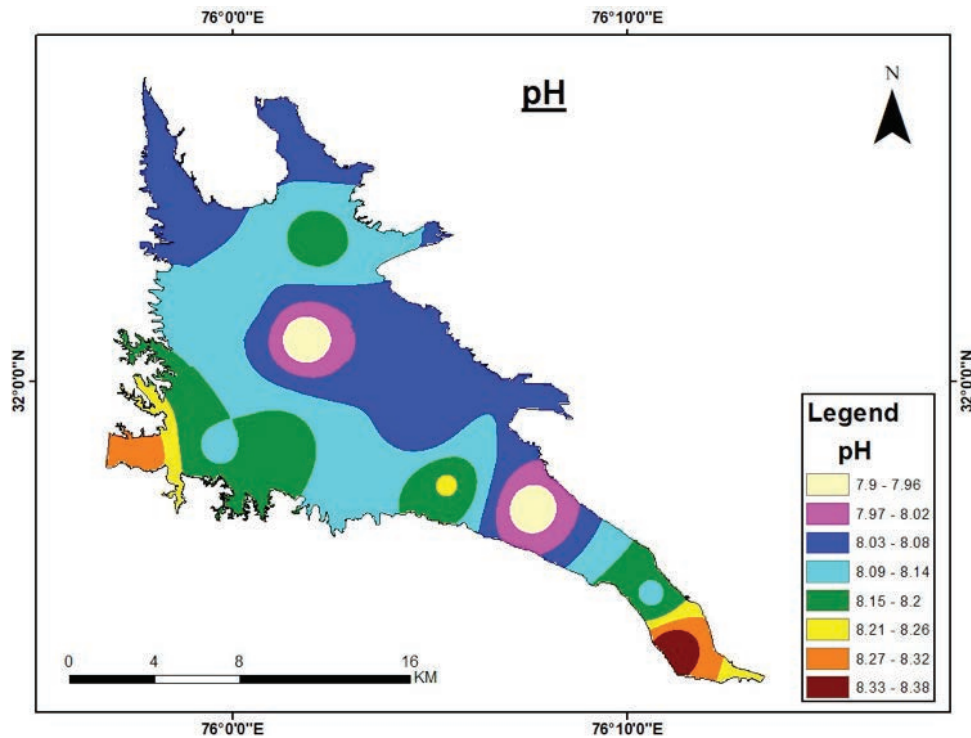 76°0'0"E 76°10'0"E
pH
N
32°0'0"N 32°0'0"N
Legend
pH
7.9 - 7.96
7.97 - 8.02
8.03 - 8.08
8.09 - 8.14
8.15 - 8.2
8.21 - 8.26
8.27 - 8.32
8.33 - 8.38
0 4 8 16
KM
76°0'0"E 76°10'0"E